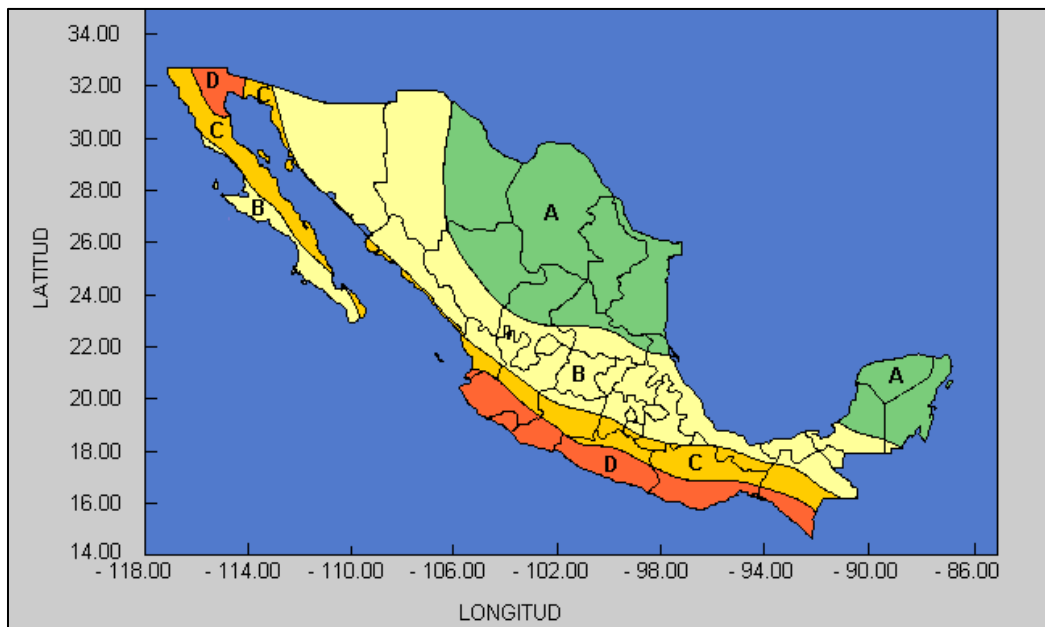 34.00
32.00
30.00
28.00
26.00
24.00
22.00
20.00
18.00
16.00
14.00
LATITUD
D
C
C
B
A
A
B
C
D
- 118.00 - 114.00 - 110.00 - 106.00 - 102.00 - 98.00 - 94.00 - 90.00 - 86.00
LONGITUD